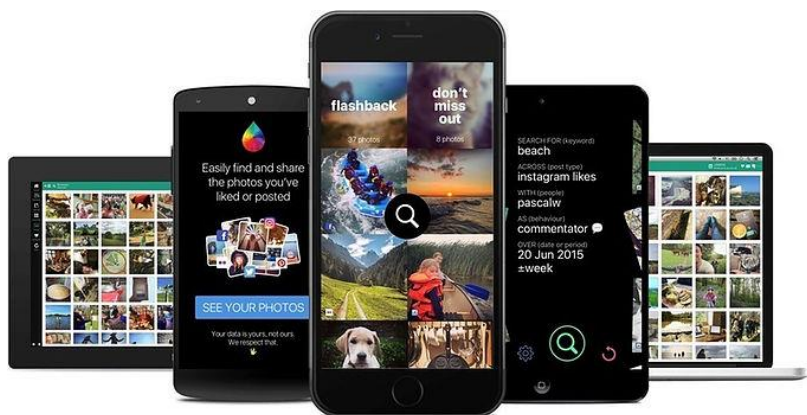 Easily find and share
the photos you've
liked or posted
SEE YOUR PHOTOS
Your data is yours, not ours.
We respect that.
flashback
37 photos
don't
miss
out
8 photos
SEARCH FOR (keyword)
beach
ACROSS (post type)
instagram likes
WITH (people)
pascalw
AS (behaviour)
commentator
OVER (date or period)
20 Jun 2015
±week